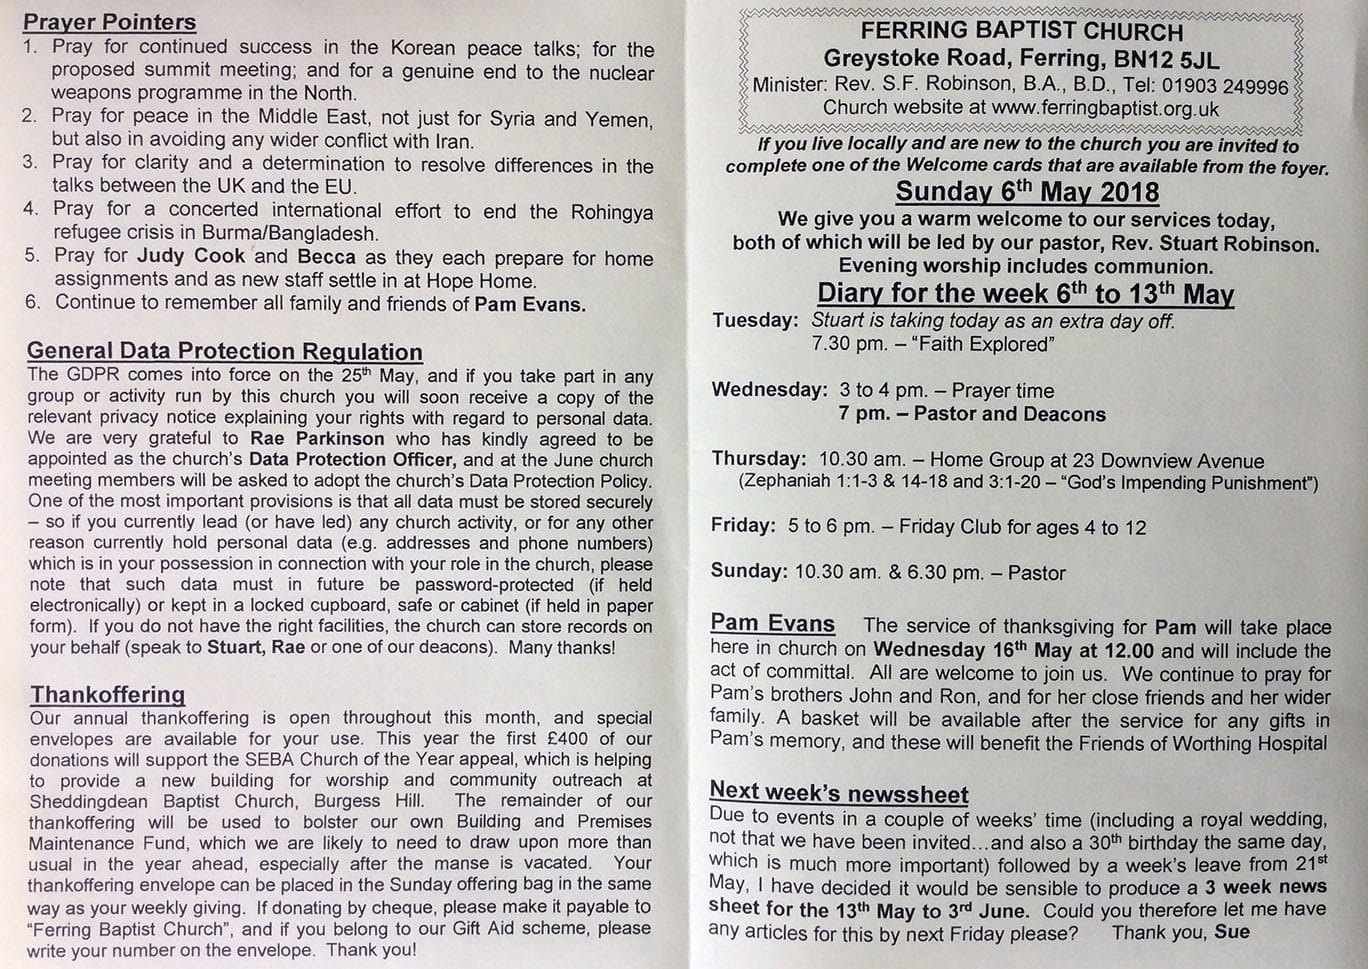 Prayer Pointers
1. Pray for continued success in the Korean peace talks; for the
proposed summit meeting; and for a genuine end to the nuclear
weapons programme in the North.
2. Pray for peace in the Middle East, not just for Syria and Yemen,
but also in avoiding any wider conflict with Iran.
3. Pray for clarity and a determination to resolve differences in the
talks between the UK and the EU.
4. Pray for a concerted international effort to end the Rohingya
refugee crisis in Burma/Bangladesh.
5. Pray for Judy Cook and Becca as they each prepare for home
assignments and as new staff settle in at Hope Home.
6. Continue to remember all family and friends of Pam Evans.
General Data Protection Regulation
The GDPR comes into force on the 25th May, and if you take part in any
group or activity run by this church you will soon receive a copy of the
relevant privacy notice explaining your rights with regard to personal data.
We are very grateful to Rae Parkinson who has kindly agreed to be
appointed as the church's Data Protection Officer, and at the June church
meeting members will be asked to adopt the church's Data Protection Policy.
One of the most important provisions is that all data must be stored securely
– so if you currently lead (or have led) any church activity, or for any other
reason currently hold personal data (e.g. addresses and phone numbers)
which is in your possession in connection with your role in the church, please
note that such data must in future be password-protected (if held
electronically) or kept in a locked cupboard, safe or cabinet (if held in paper
form). If you do not have the right facilities, the church can store records on
your behalf (speak to Stuart, Rae or one of our deacons). Many thanks!
Thankoffering
Our annual thankoffering is open throughout this month, and special
envelopes are available for your use. This year the first £400 of our
donations will support the SEBA Church of the Year appeal, which is helping
to provide a new building for worship and community outreach at
Sheddingdean Baptist Church, Burgess Hill. The remainder of our
thankoffering will be used to bolster our own Building and Premises
Maintenance Fund, which we are likely to need to draw upon more than
usual in the year ahead, especially after the manse is vacated. Your
thankoffering envelope can be placed in the Sunday offering bag in the same
way as your weekly giving. If donating by cheque, please make it payable to
"Ferring Baptist Church", and if you belong to our Gift Aid scheme, please
write your number on the envelope. Thank you!
FERRING BAPTIST CHURCH
Greystoke Road, Ferring, BN12 5JL
Minister: Rev. S.F. Robinson, B.A., B.D., Tel: 01903 249996
Church website at www.ferringbaptist.org.uk
If you live locally and are new to the church you are invited to
complete one of the Welcome cards that are available from the foyer.
Sunday 6th May 2018
We give you a warm welcome to our services today,
both of which will be led by our pastor, Rev. Stuart Robinson.
Evening worship includes communion.
Diary for the week 6th to 13th May
Tuesday: Stuart is taking today as an extra day off.
7.30 pm. – "Faith Explored"
Wednesday: 3 to 4 pm. – Prayer time
7 pm. – Pastor and Deacons
Thursday: 10.30 am. – Home Group at 23 Downview Avenue
(Zephaniah 1:1-3 & 14-18 and 3:1-20 – "God's Impending Punishment")
Friday: 5 to 6 pm. – Friday Club for ages 4 to 12
Sunday: 10.30 am. & 6.30 pm. – Pastor
Pam Evans The service of thanksgiving for Pam will take place
here in church on Wednesday 16th May at 12.00 and will include the
act of committal. All are welcome to join us. We continue to pray for
Pam's brothers John and Ron, and for her close friends and her wider
family. A basket will be available after the service for any gifts in
Pam's memory, and these will benefit the Friends of Worthing Hospital
Next week's newssheet
Due to events in a couple of weeks' time (including a royal wedding,
not that we have been invited...and also a 30th birthday the same day,
which is much more important) followed by a week's leave from 21st
May, I have decided it would be sensible to produce a 3 week news
sheet for the 13th May to 3rd June. Could you therefore let me have
any articles for this by next Friday please? Thank you, Sue